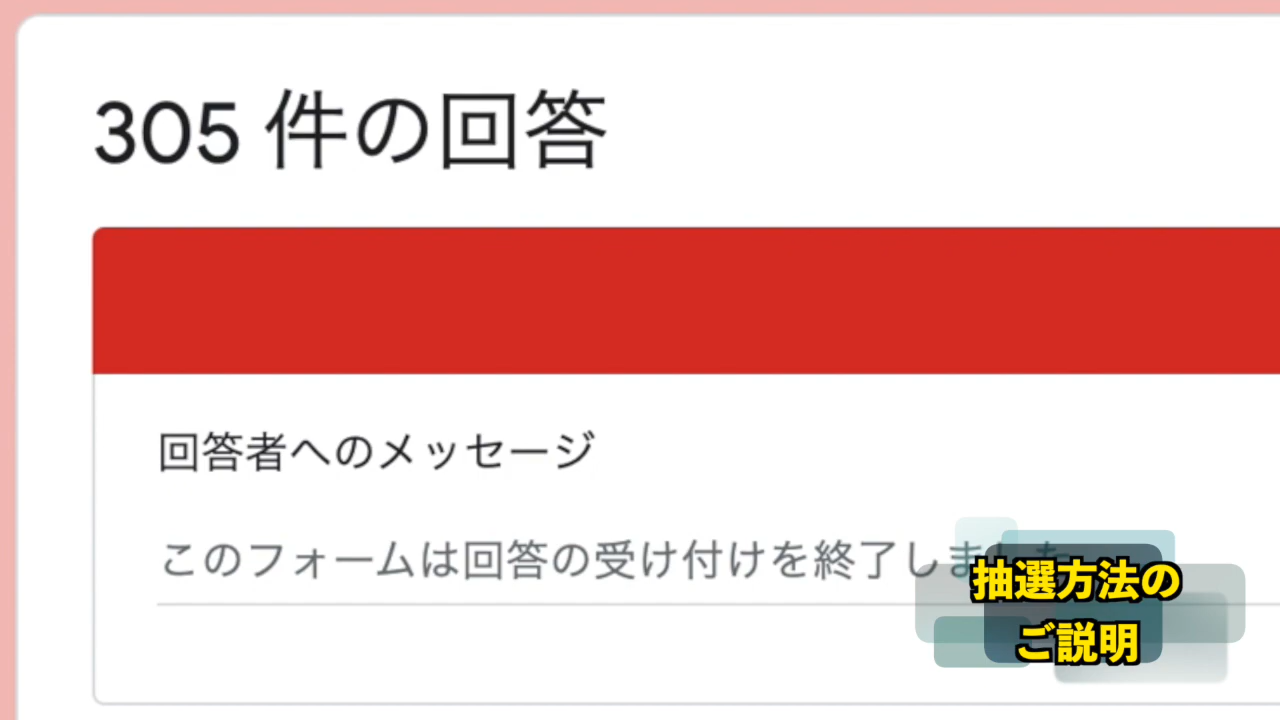 305 件の回答
回答者へのメッセージ
このフォームは回答の受け付けを終了しました
抽選方法の
ご説明